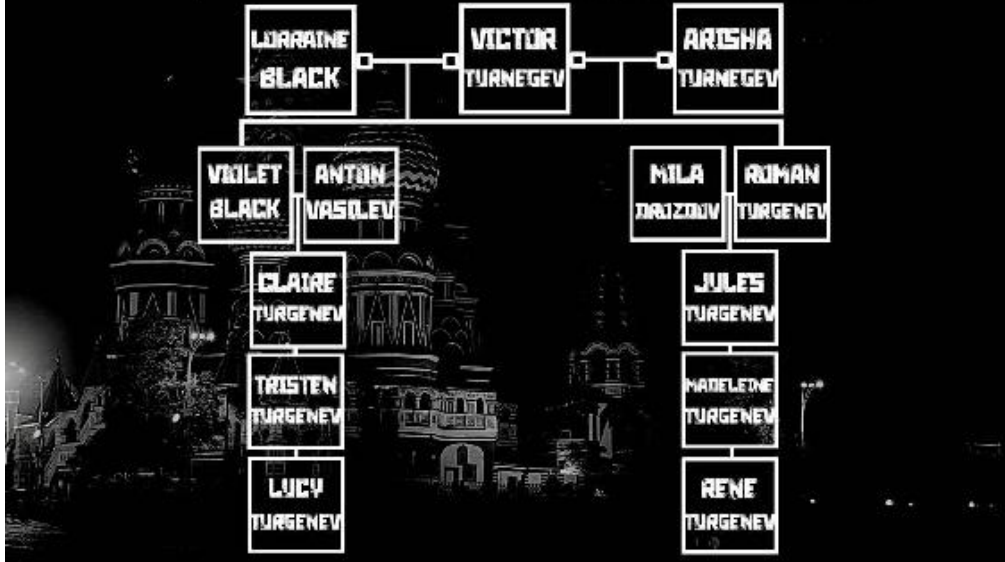 LORRAINE
BLACK
VICTOR
TURNEGEV
ARISHA
TURNEGEV
VIOLET
BLACK
ANTON
VASILEV
MILA
DROZDOV
ROMAN
TURGENEV
CLAIRE
TURGENEV
JULES
TURGENEV
TRISTEN
TURGENEV
MADELEINE
TURGENEV
LUCY
TURGENEV
RENE
TURGENEV